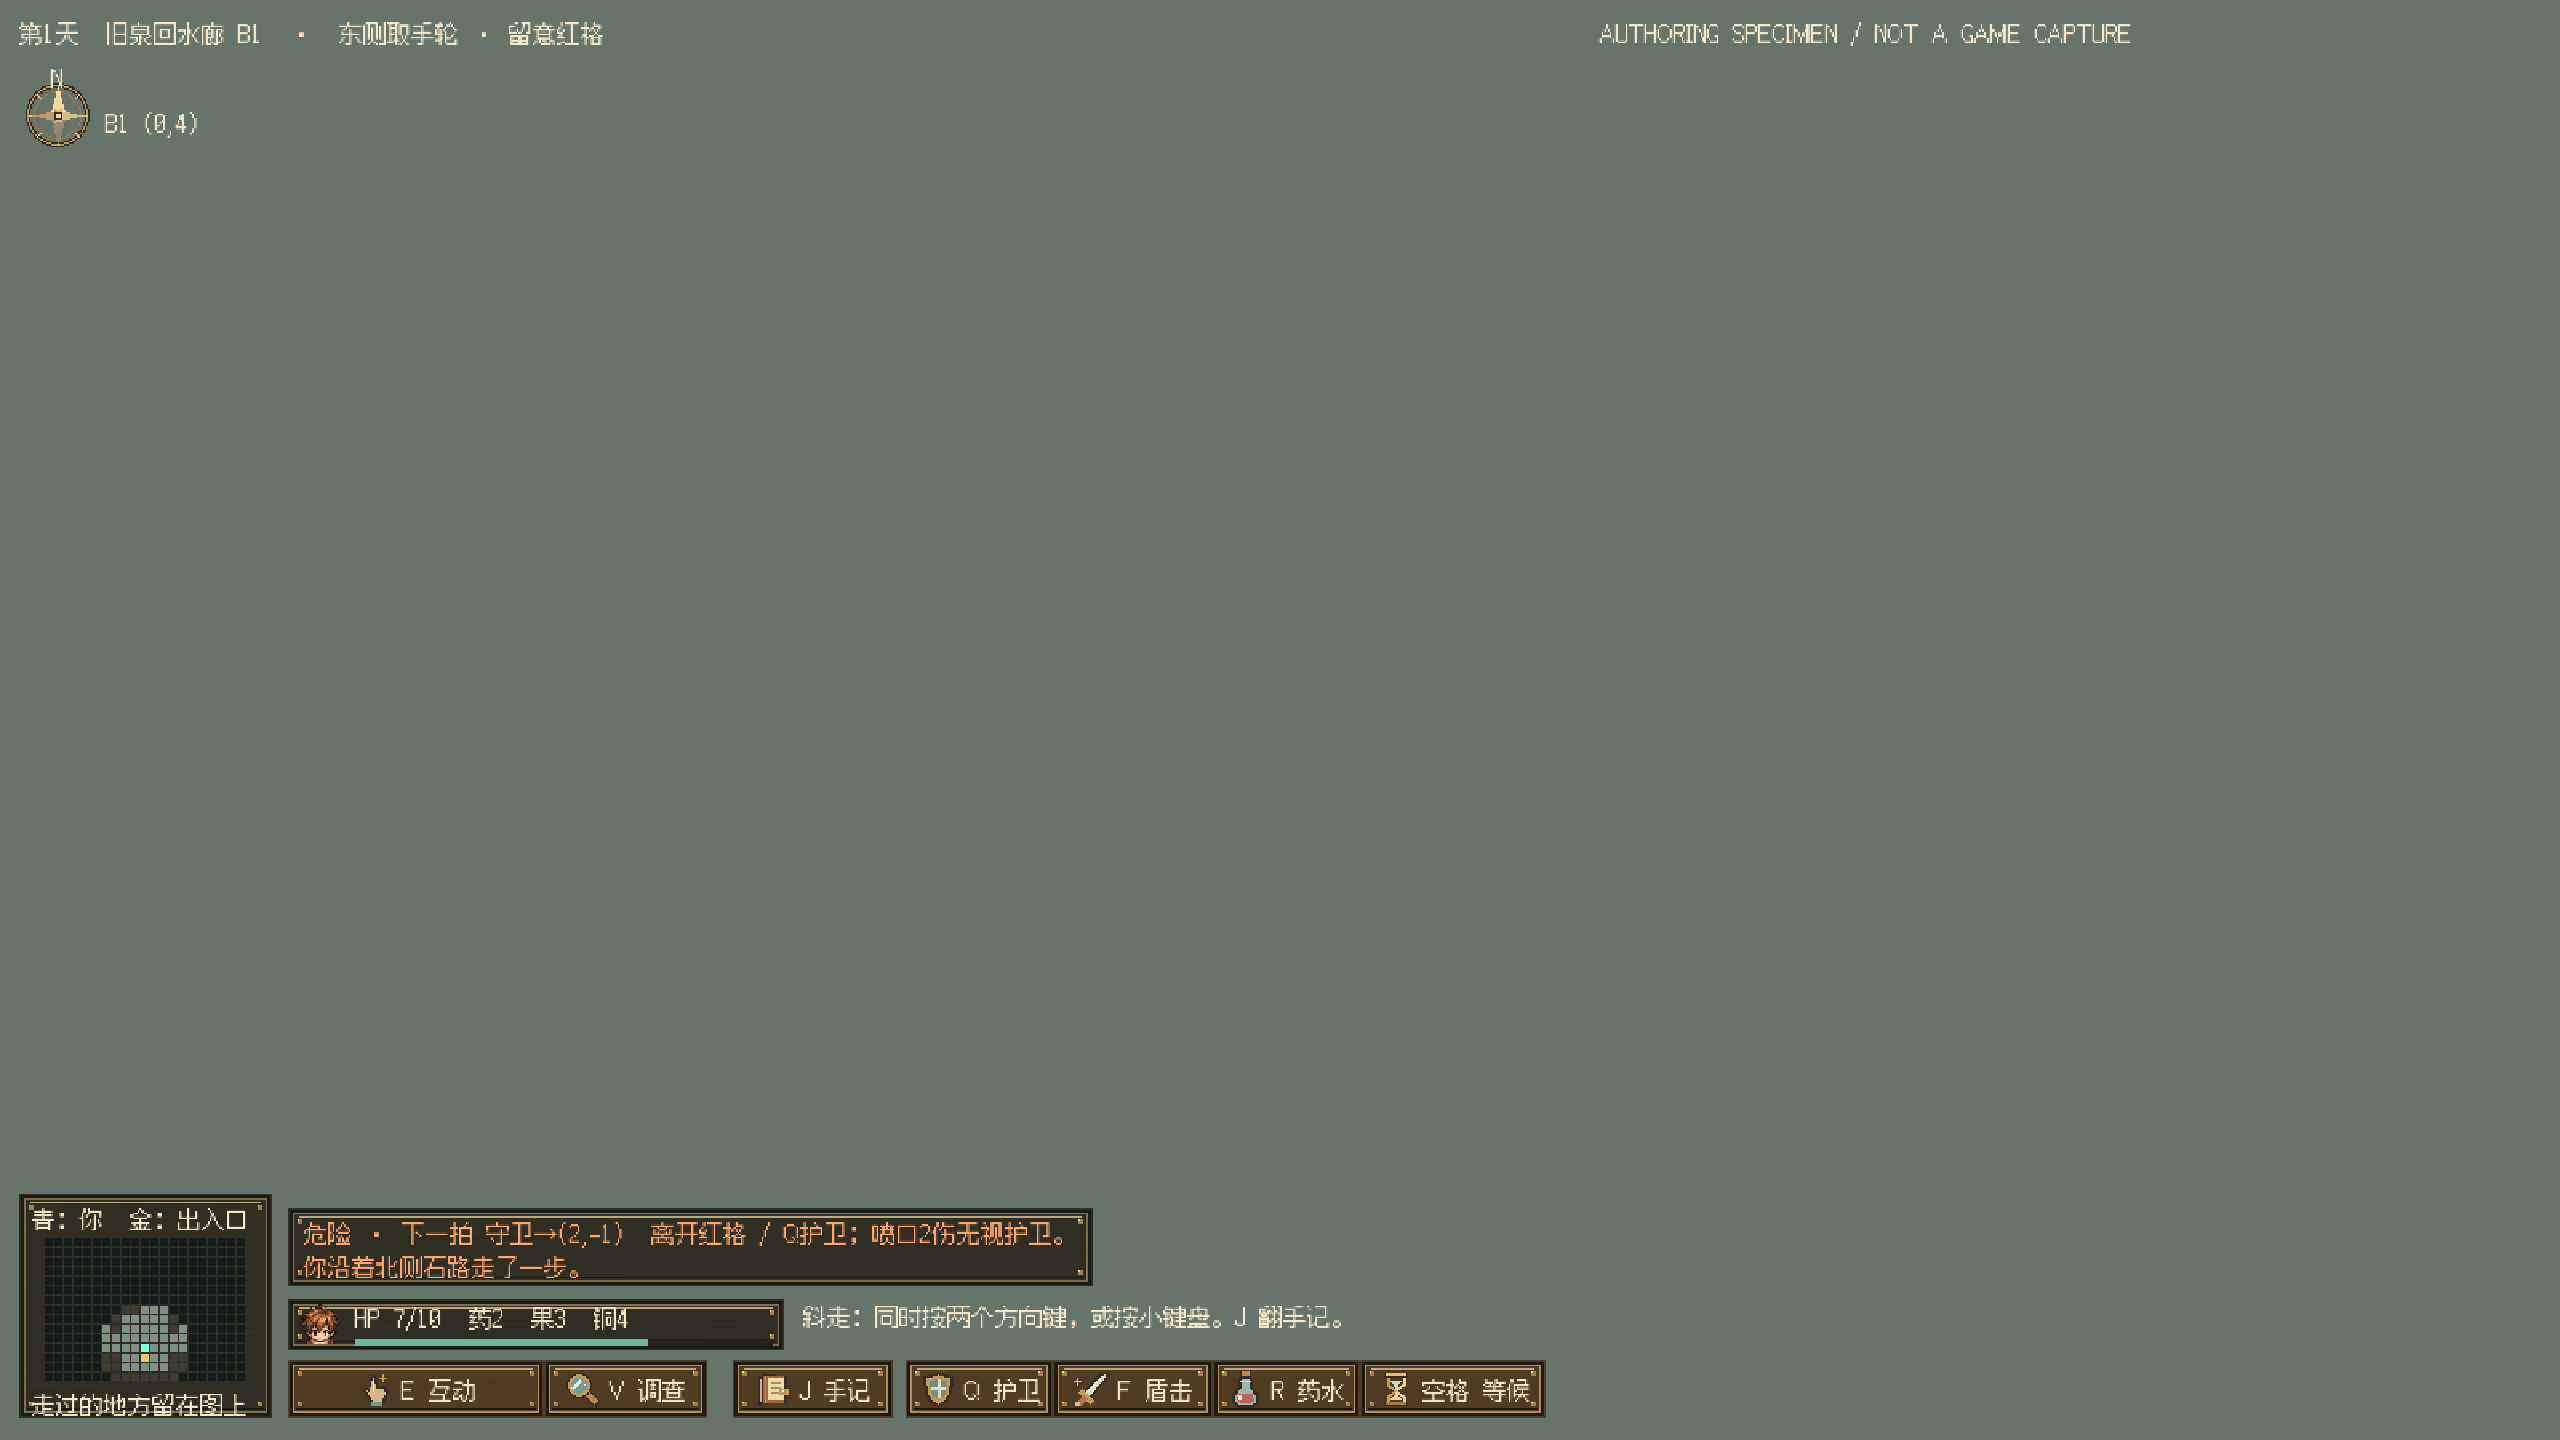 第1天 旧泉回水廊 B1 · 东侧取手轮 · 留意红格
AUTHORING SPECIMEN / NOT A GAME CAPTURE
N
B1 (0,4)
青: 你 金: 出入口
走过的地方留在图上
危险 · 下一拍 守卫→(2,-1) 离开红格 / Q护卫; 喷口2伤无视护卫。
你沿着北侧石路走了一步。
HP 7/10 药2 果3 铜4
斜走: 同时按两个方向键, 或按小键盘。J 翻手记。
E 互动
V 调查
J 手记
Q 护卫
F 盾击
R 药水
空格 等候